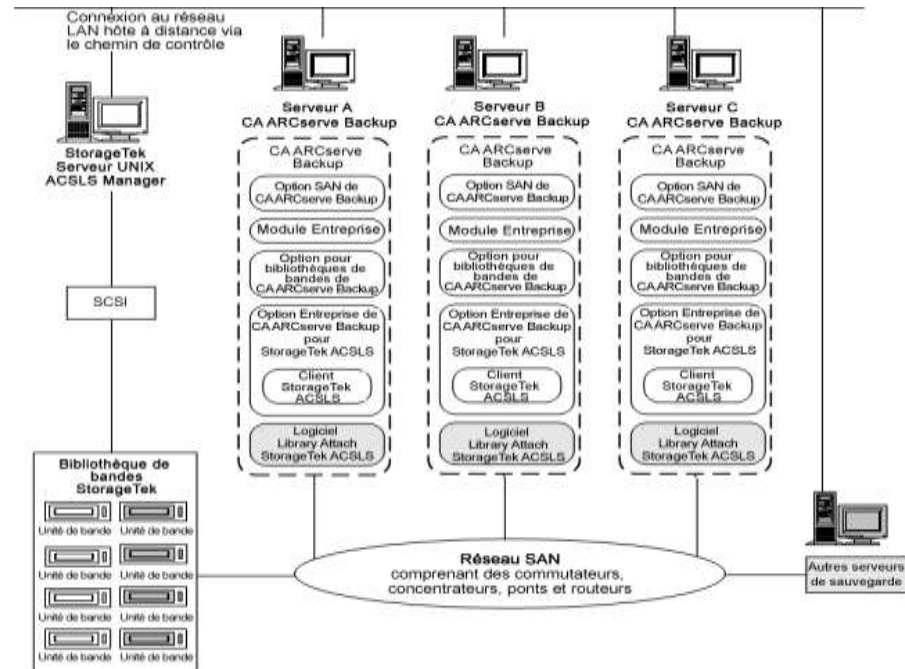 Connexion au réseau
LAN hôte à distance via
le chemin de contrôle
StorageTek
Serveur UNIX
ACSLS Manager
SCSI
Bibliothèque de
bandes
StorageTek
Unité de bande
Unité de bande
Unité de bande
Unité de bande
Unité de bande
Unité de bande
Unité de bande
Unité de bande
Serveur A
CA ARCserve Backup
CA ARCserve
Backup
Option SAN de
CA ARCserve Backup
Module Entreprise
Option pour
bibliothèques de
bandes de
CA ARCserve Backup
Option Entreprise de
CA ARCserve Backup
pour
StorageTek ACSLS
Client
StorageTek
ACSLS
Logiciel
Library Attach
StorageTek ACSLS
Serveur B
CA ARCserve Backup
CA ARCserve
Backup
Option SAN de
CA ARCserve Backup
Module Entreprise
Option pour
bibliothèques de
bandes de
CA ARCserve Backup
Option Entreprise de
CA ARCserve Backup
pour
StorageTek ACSLS
Client
StorageTek
ACSLS
Logiciel
Library Attach
StorageTek ACSLS
Serveur C
CA ARCserve Backup
CA ARCserve
Backup
Option SAN de
CA ARCserve Backup
Module Entreprise
Option pour
bibliothèques de
bandes de
CA ARCserve Backup
Option Entreprise de
CA ARCserve Backup
pour
StorageTek ACSLS
Client
StorageTek
ACSLS
Logiciel
Library Attach
StorageTek ACSLS
Réseau SAN
comprenant des commutateurs,
concentrateurs, ponts et routeurs
Autres serveurs
de sauvegarde